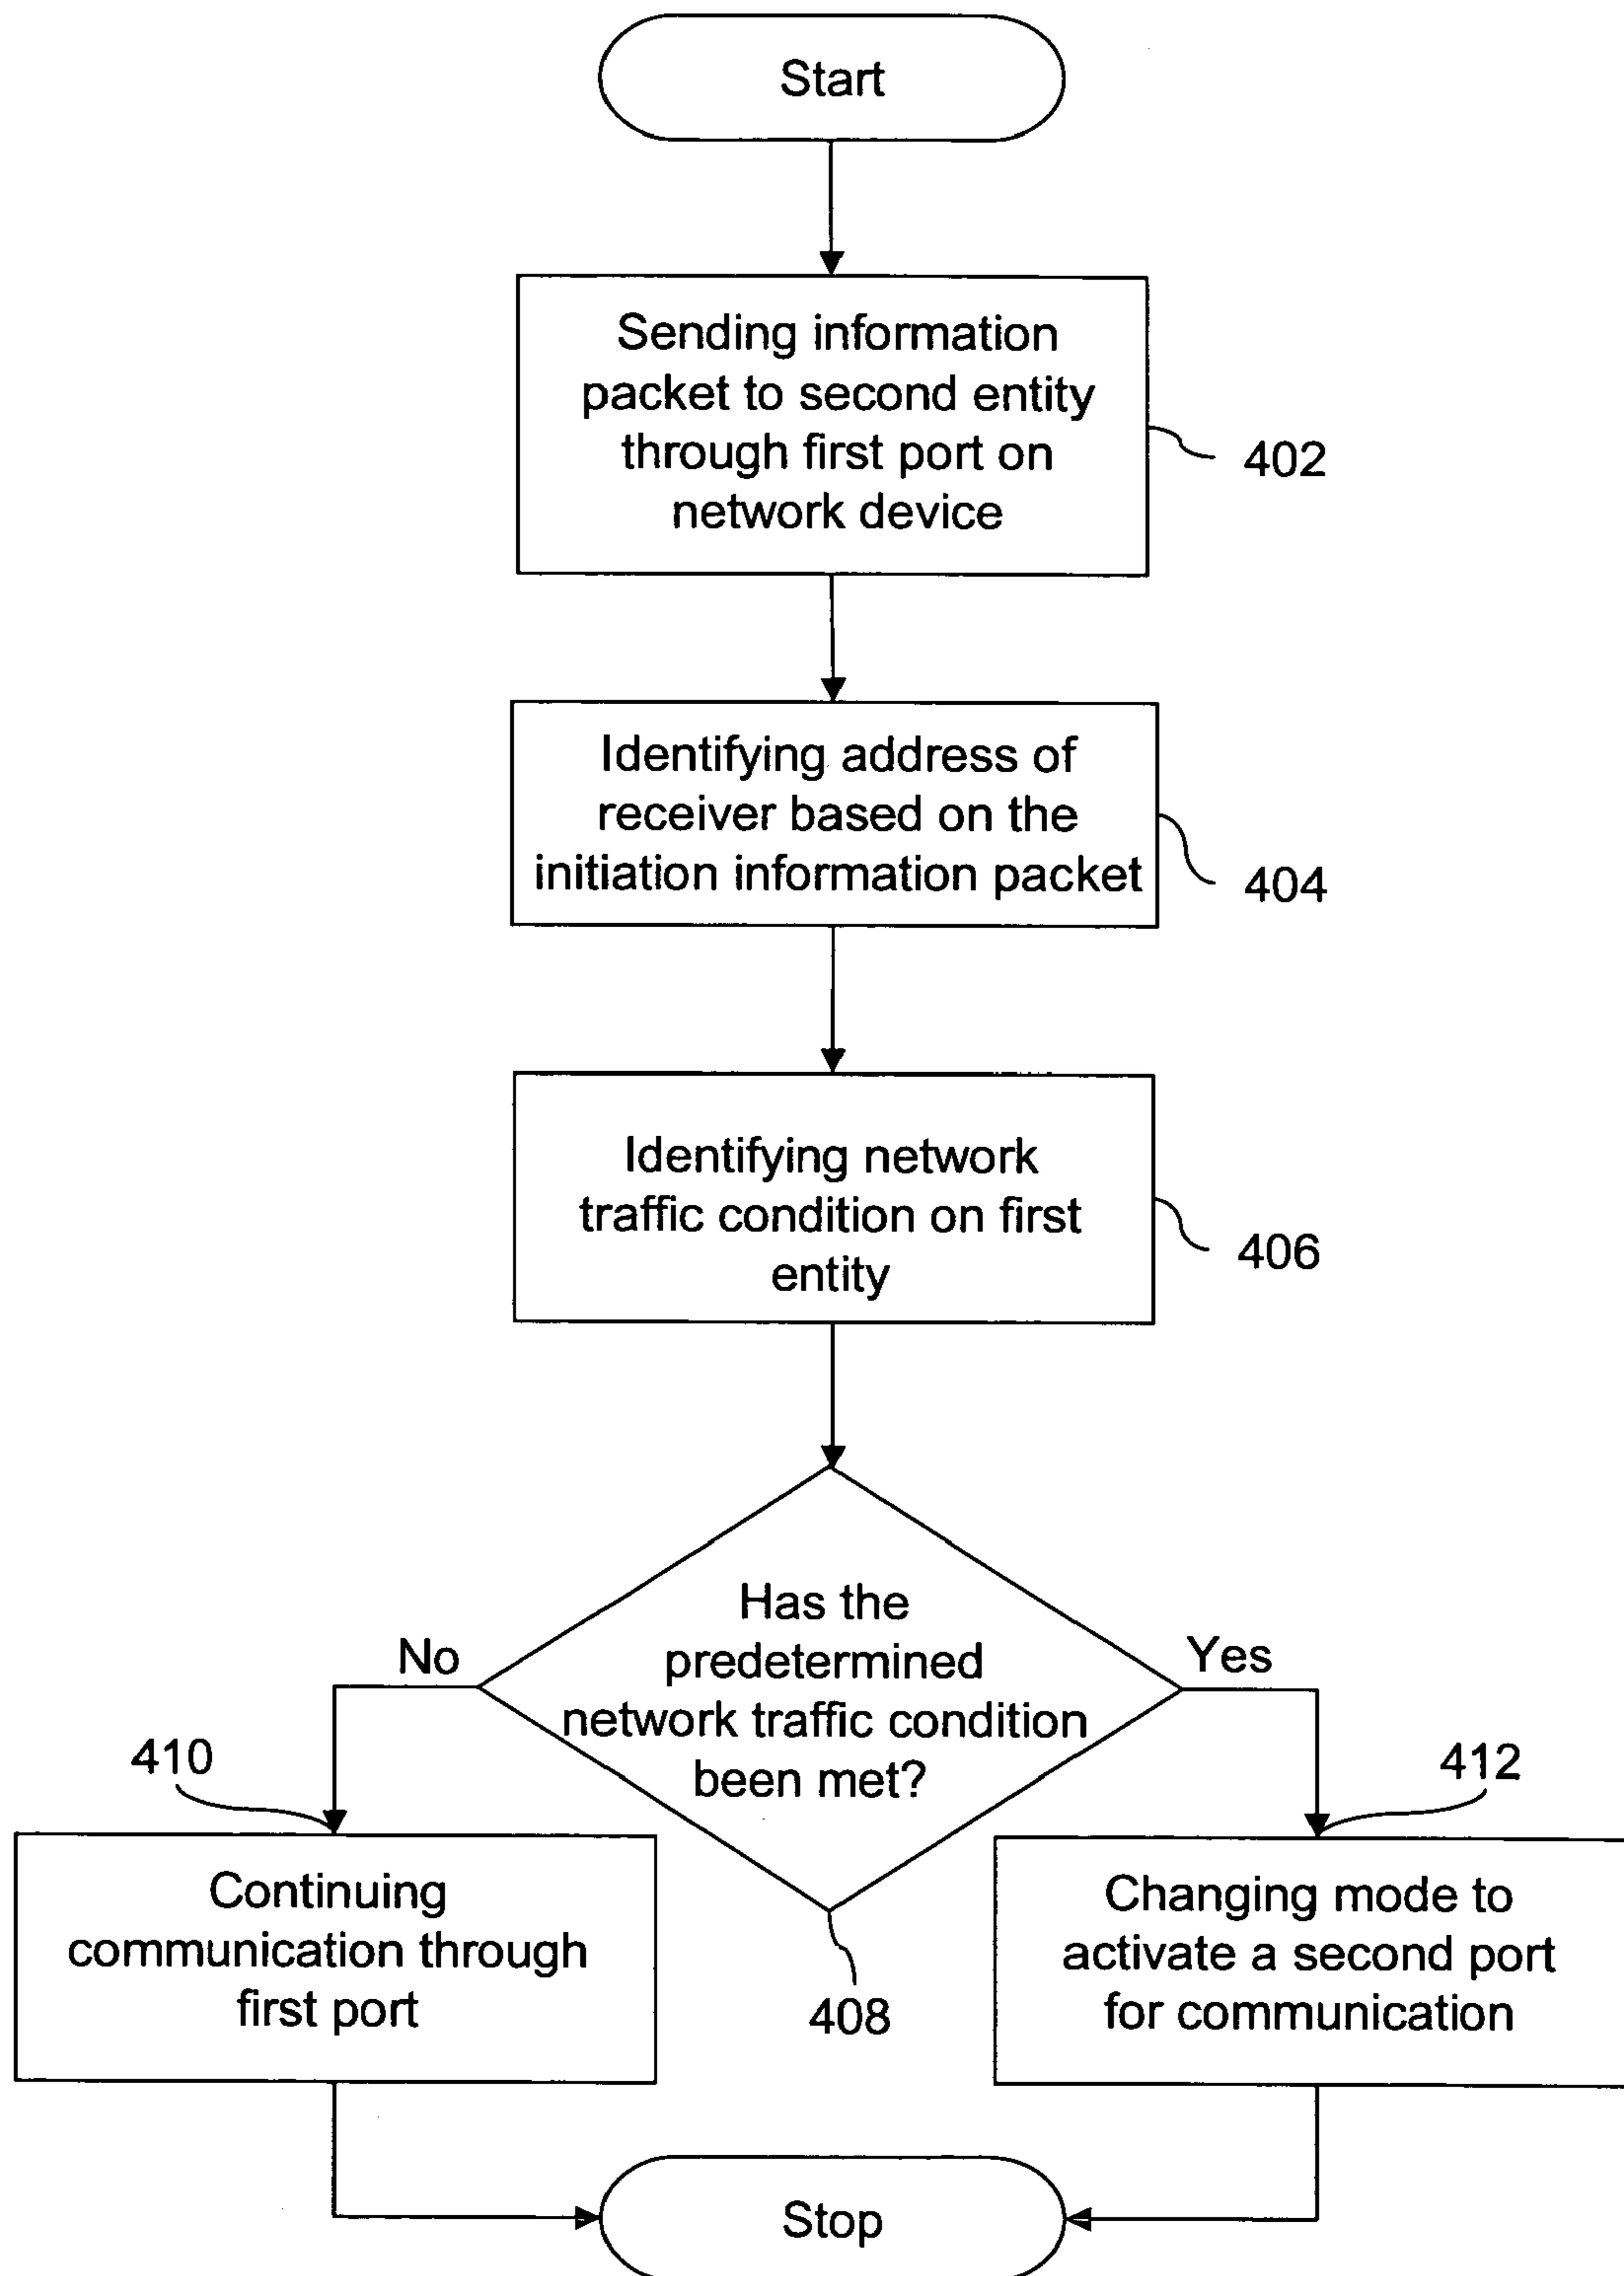 Start
Sending information
packet to second entity
through first port on
network device
402
Identifying address of
receiver based on the
initiation information packet
404
Identifying network
traffic condition on first
entity
406
Has the
predetermined
network traffic condition
been met?
No
Yes
410
412
Continuing
communication through
first port
408
Changing mode to
activate a second port
for communication
Stop